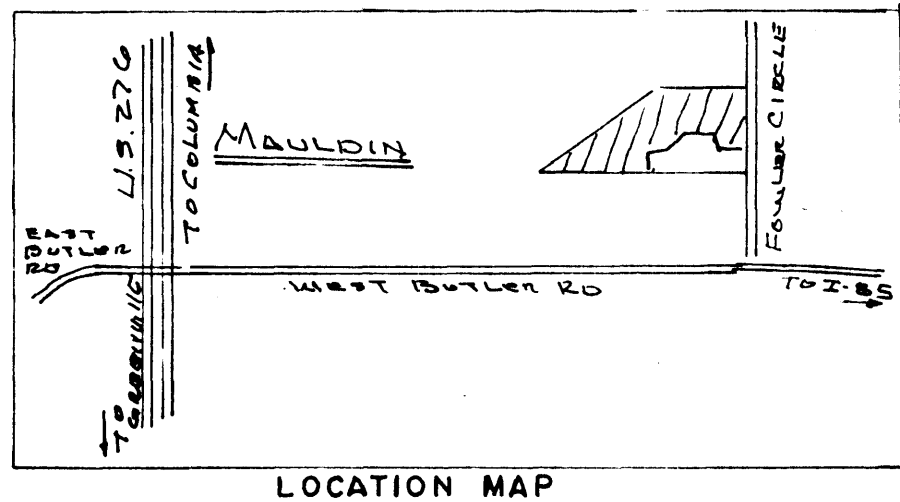 U.S. 276
TO COLUMBIA
MAULDIN
FOWLER CIRCLE
EAST
BUTLER
RD
WEST BUTLER RD
TO I-85
TO
GREENVILLE
LOCATION MAP